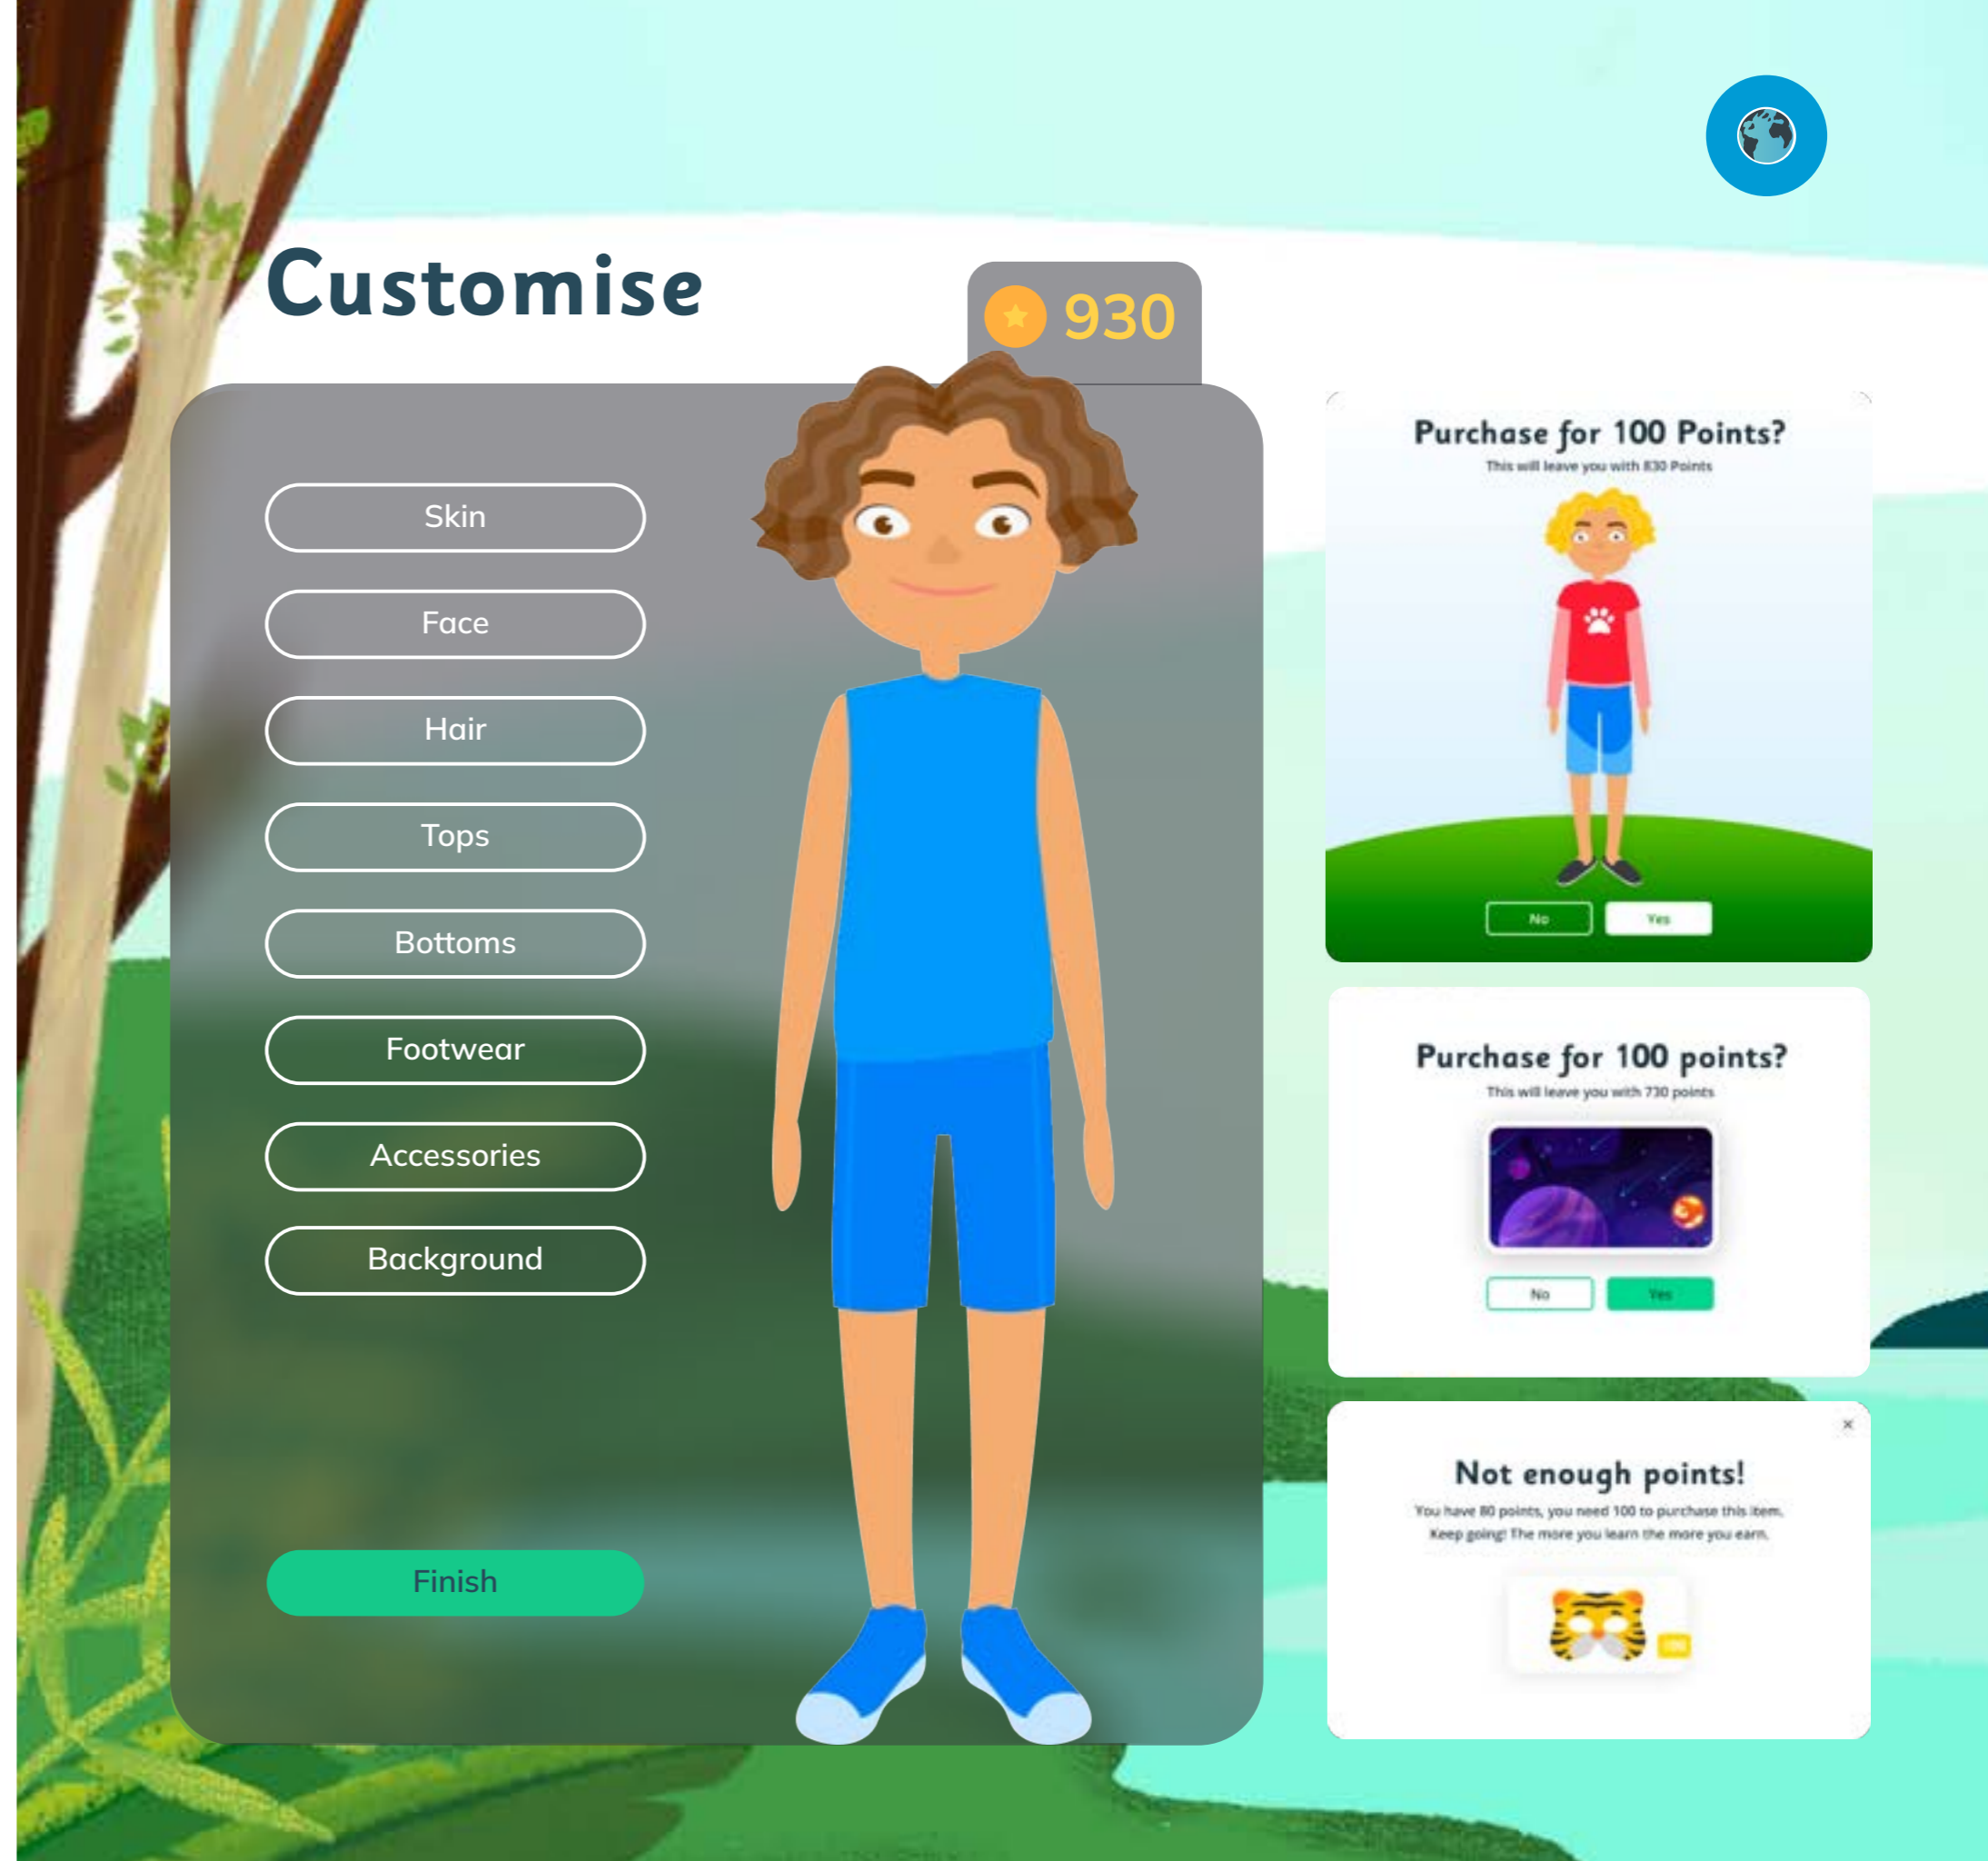 Customise
930
Skin
Face
Hair
Tops
Bottoms
Footwear
Accessories
Background
Finish
Purchase for 100 Points?
This will leave you with 830 Points
No
Yes
Purchase for 100 points?
This will leave you with 730 points
No
Yes
Not enough points!
You have 80 points, you need 100 to purchase this item.
Keep going! The more you learn the more you earn.